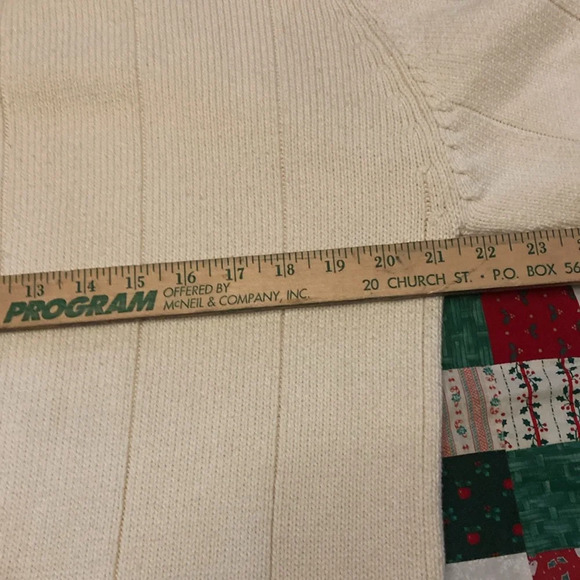 13 14 15 16 17 18 19 20 21 22 23
PROGRAM OFFERED BY
McNEIL & COMPANY, INC.
20 CHURCH ST. • P.O. BOX 56